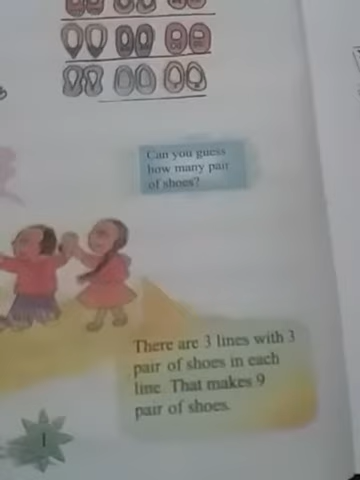 Can you guess
how many pair
of shoes?
There are 3 lines with 3
pair of shoes in each
line. That makes 9
pair of shoes.
1